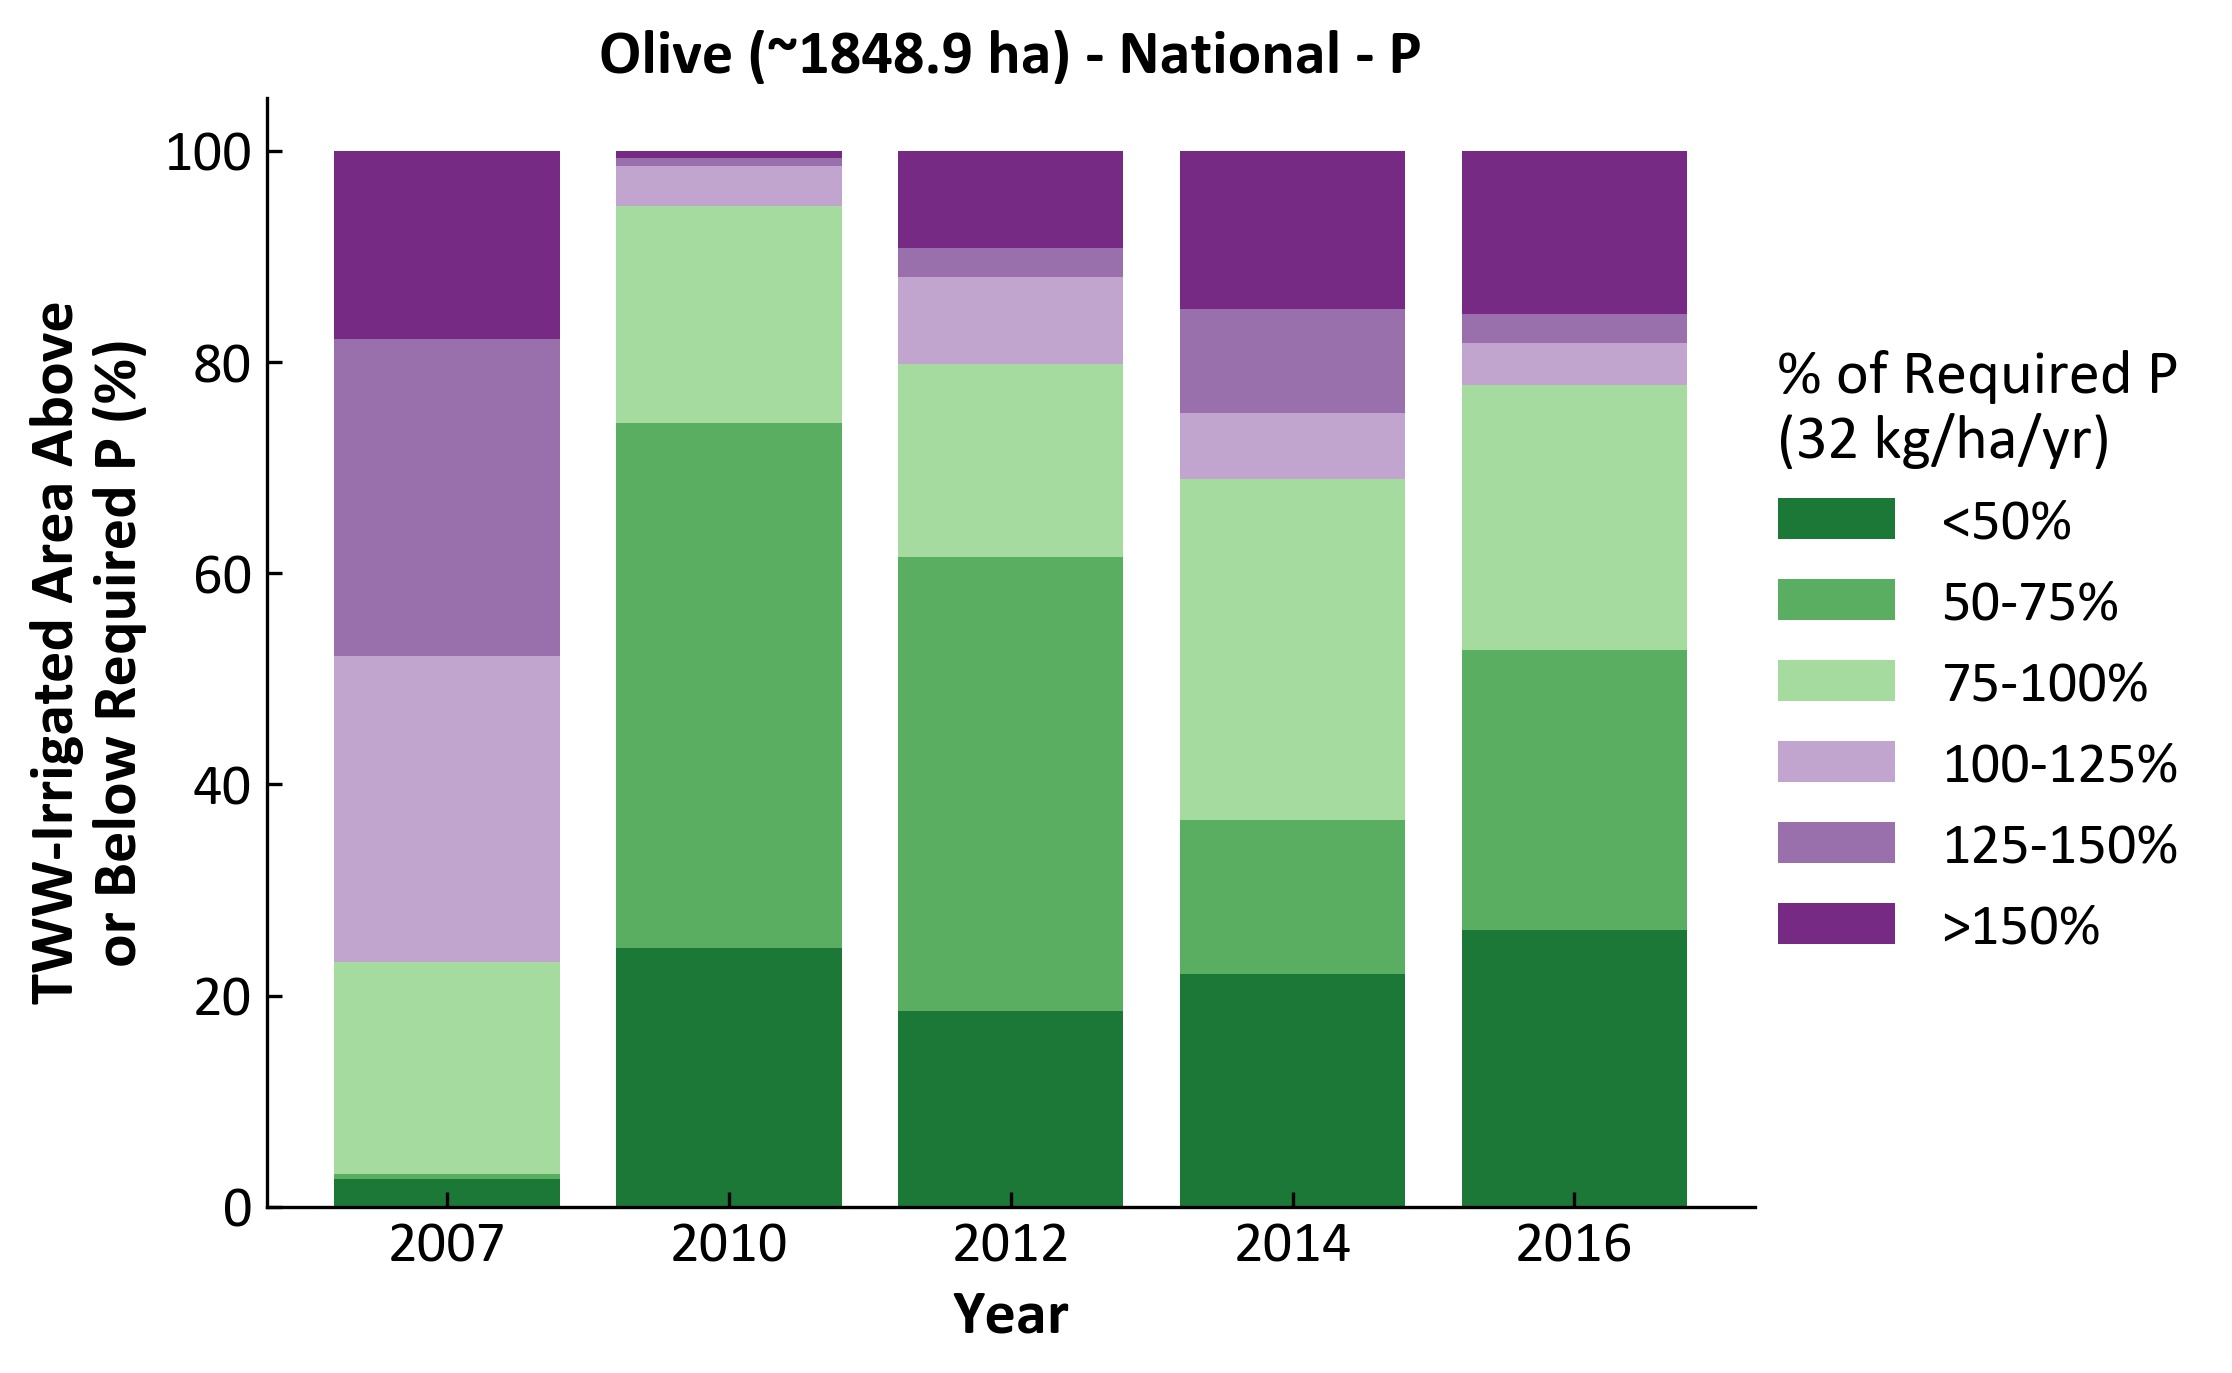 Olive (~1848.9 ha) - National - P
TWW-Irrigated Area Above
or Below Required P (%)
100
80
60
40
20
0
2007
2010
2012
2014
2016
Year
% of Required P
(32 kg/ha/yr)
<50%
50-75%
75-100%
100-125%
125-150%
>150%